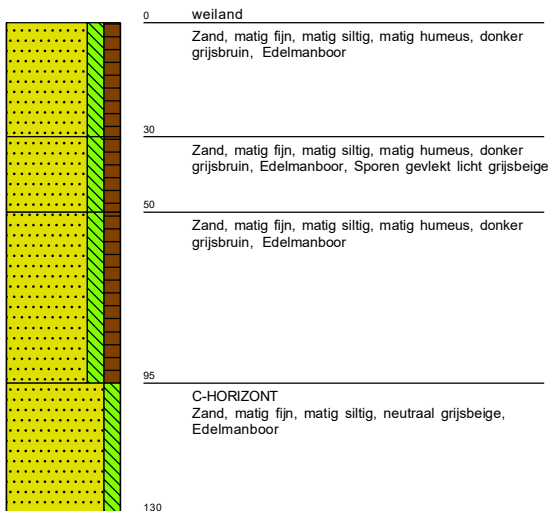 0 weiland
Zand, matig fijn, matig siltig, matig humeus, donker
grijsbruin, Edelmanboor
30
Zand, matig fijn, matig siltig, matig humeus, donker
grijsbruin, Edelmanboor, Sporen gevlekt licht grijsbeige
50
Zand, matig fijn, matig siltig, matig humeus, donker
grijsbruin, Edelmanboor
95
C-HORIZONT
Zand, matig fijn, matig siltig, neutraal grijsbeige,
Edelmanboor
130